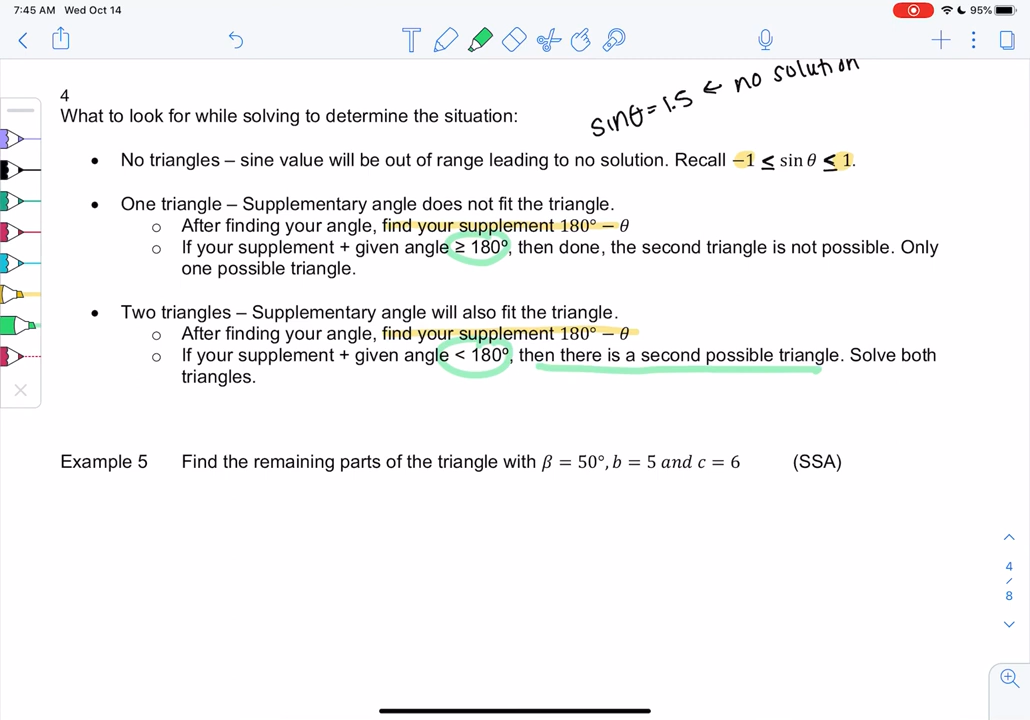 7:45 AM Wed Oct 14
95%
T
sinθ = 1.5 ← no solution
4
What to look for while solving to determine the situation:
• No triangles – sine value will be out of range leading to no solution. Recall −1 ≤ sin θ ≤ 1.
• One triangle – Supplementary angle does not fit the triangle.
o After finding your angle, find your supplement 180° − θ
o If your supplement + given angle ≥ 180°, then done, the second triangle is not possible. Only
one possible triangle.
• Two triangles – Supplementary angle will also fit the triangle.
o After finding your angle, find your supplement 180° − θ
o If your supplement + given angle < 180°, then there is a second possible triangle. Solve both
triangles.
Example 5 Find the remaining parts of the triangle with β = 50°, b = 5 and c = 6 (SSA)
4
/
8